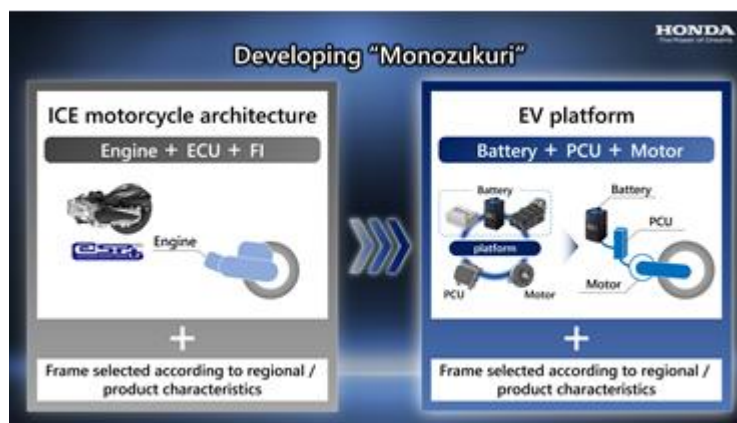 HONDA
The Power of Dreams
Developing "Monozukuri"
ICE motorcycle architecture
Engine + ECU + FI
Engine
+
Frame selected according to regional /
product characteristics
EV platform
Battery + PCU + Motor
Battery
platform
PCU
Motor
Battery
PCU
Motor
+
Frame selected according to regional /
product characteristics